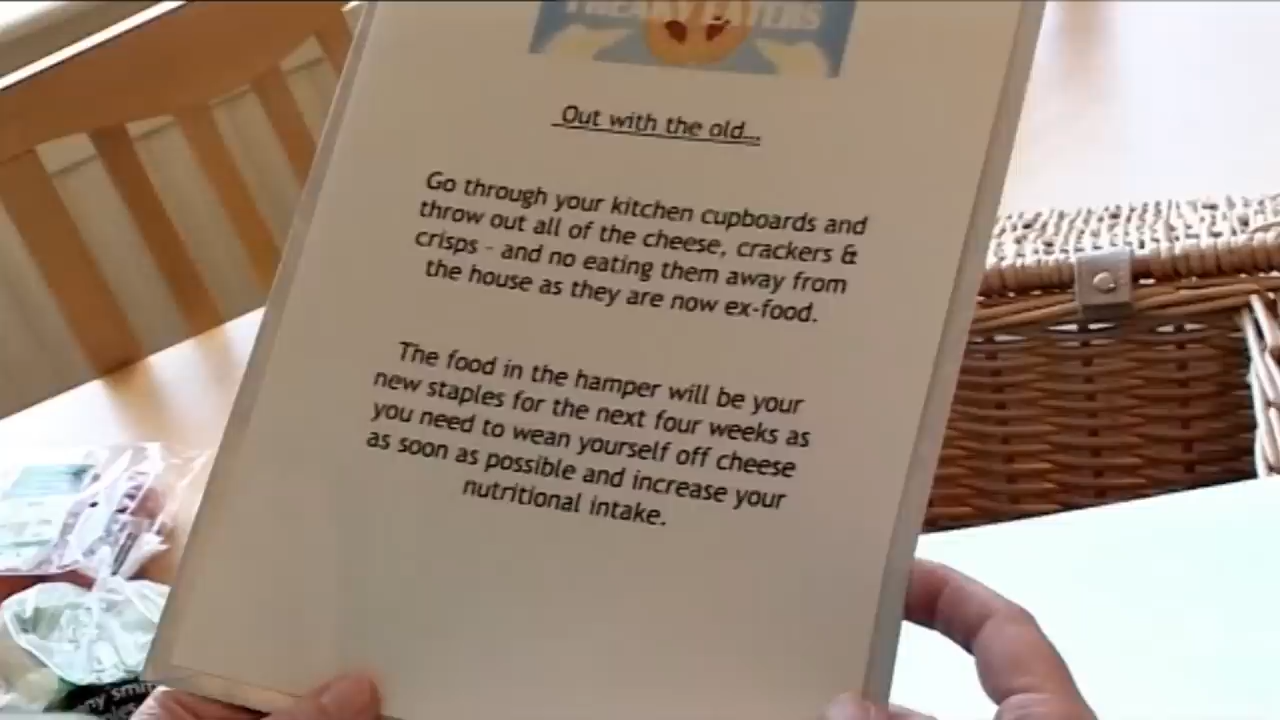 FREAKY EATERS
Out with the old...
Go through your kitchen cupboards and
throw out all of the cheese, crackers &
crisps - and no eating them away from
the house as they are now ex-food.
The food in the hamper will be your
new staples for the next four weeks as
you need to wean yourself off cheese
as soon as possible and increase your
nutritional intake.